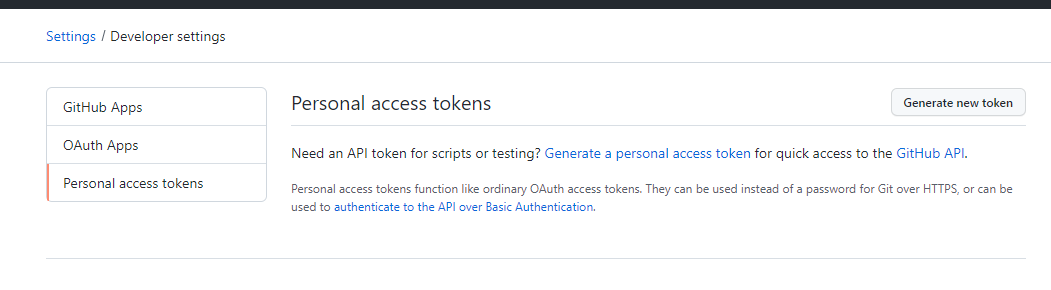 Settings / Developer settings
GitHub Apps
OAuth Apps
Personal access tokens
Personal access tokens
Generate new token
Need an API token for scripts or testing? Generate a personal access token for quick access to the GitHub API.
Personal access tokens function like ordinary OAuth access tokens. They can be used instead of a password for Git over HTTPS, or can be
used to authenticate to the API over Basic Authentication.